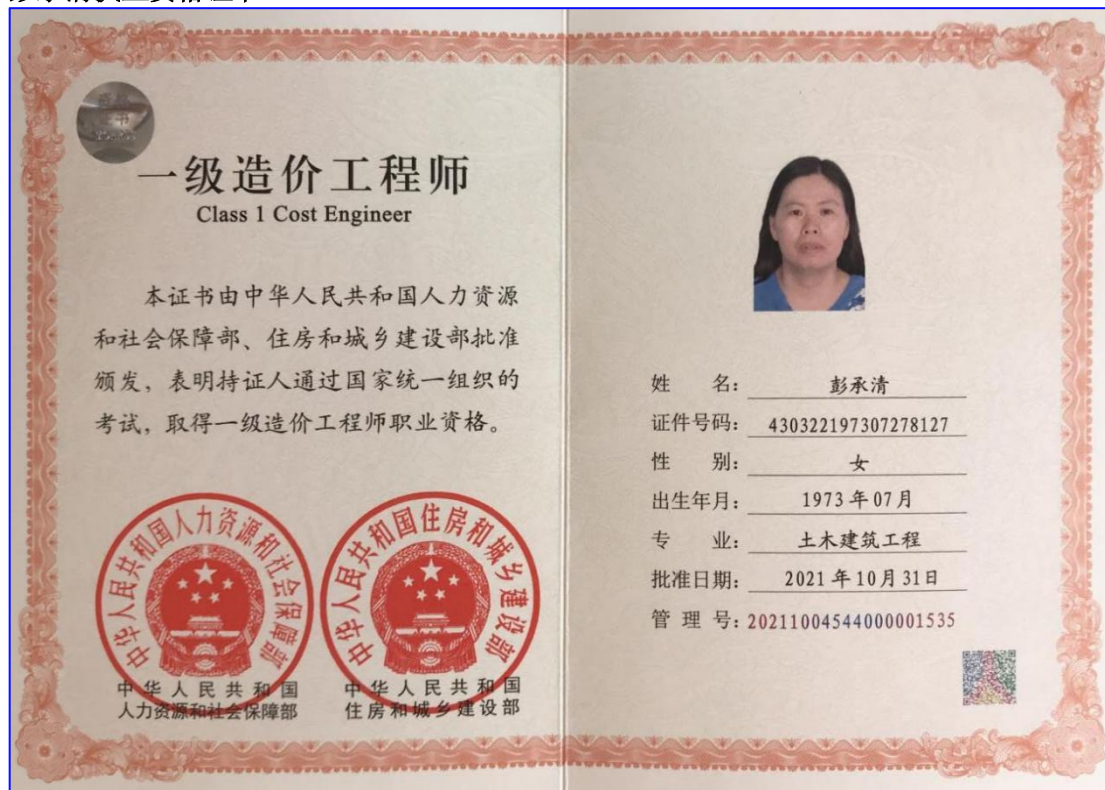 一级造价工程师
Class 1 Cost Engineer
本证书由中华人民共和国人力资源
和社会保障部、住房和城乡建设部批准
颁发，表明持证人通过国家统一组织的
考试，取得一级造价工程师职业资格。
中华人民共和国人力资源和社会保障部
中华人民共和国住房和城乡建设部
中华人民共和国
人力资源和社会保障部
中华人民共和国
住房和城乡建设部
姓 名： 彭承清
证件号码： 430322197307278127
性 别： 女
出生年月： 1973年07月
专 业： 土木建筑工程
批准日期： 2021年10月31日
管 理 号：20211004544000001535